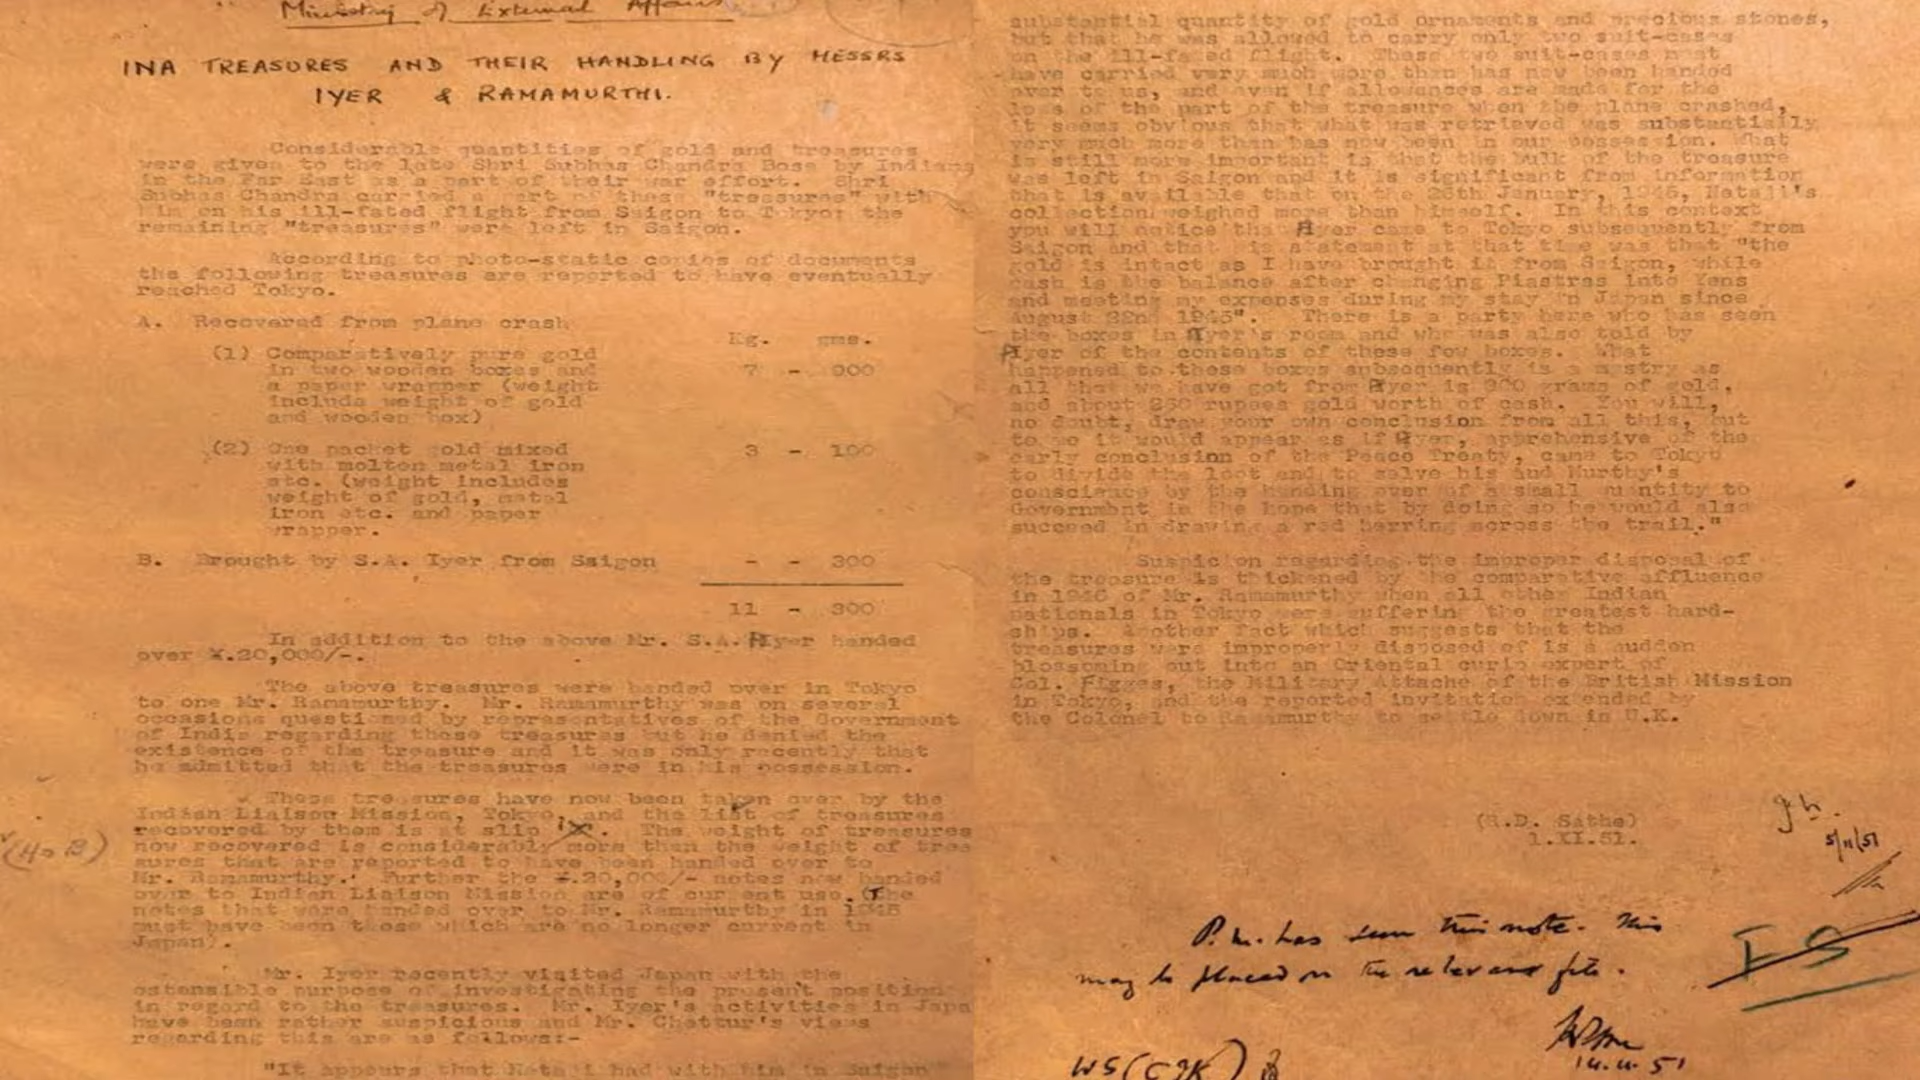 Ministry of External Affairs
INA TREASURES AND THEIR HANDLING BY MESSRS
IYER & RAMAMURTHI.
Considerable quantities of gold and treasures
were given to the late Shri Subhas Chandra Bose by Indians
in the Far East as a part of their war effort. Shri
Subhas Chandra carried a part of these "treasures" with
him on his ill-fated flight from Saigon to Tokyo; the
remaining "treasures" were left in Saigon.
According to photo-static copies of documents
the following treasures are reported to have eventually
reached Tokyo.
A. Recovered from plane crash
Kg. gms.
(1) Comparatively pure gold
in two wooden boxes and 7 - 900
a paper wrapper (weight
include weight of gold
and wooden box)
(2) One packet gold mixed 3 - 100
with molten metal iron
etc. (weight includes
weight of gold, metal
iron etc. and paper
wrapper.
B. Brought by S.A. Iyer from Saigon - - 300
11 - 300
In addition to the above Mr. S.A. Iyer handed
over ¥.20,000/-.
The above treasures were handed over in Tokyo
to one Mr. Ramamurthy. Mr. Ramamurthy was on several
occasions questioned by representatives of the Government
of India regarding these treasures but he denied the
existence of the treasure and it was only recently that
he admitted that the treasures were in his possession.
These treasures have now been taken over by the
Indian Liaison Mission, Tokyo, and the list of treasures
recovered by them is at slip . The weight of treasures
now recovered is considerably more than the weight of trea
sures that are reported to have been handed over to
Mr. Ramamurthy. Further the ¥.20,000/- notes now handed
over to Indian Liaison Mission are of current use. (The
notes that were handed over to Mr. Ramamurthy in 1945
must have been those which are no longer current in
Japan).
Mr. Iyer recently visited Japan with the
ostensible purpose of investigating the present position
in regard to the treasures. Mr. Iyer's activities in Japa
have been rather suspicious and Mr. Chettur's views
regarding this are as follows:-
"It appears that Netaji had with him in Saigon
substantial quantity of gold ornaments and precious stones,
but that he was allowed to carry only two suit-cases
on the ill-fated flight. These two suit-cases must
have carried very much more than has now been handed
over to us, and even if allowances are made for the
loss of the part of the treasure when the plane crashed,
it seems obvious that what was retrieved was substantially
very much more than has now been in our possession. What
is still more important is that the bulk of the treasure
was left in Saigon and it is significant from information
that is available that on the 26th January, 1945, Netaji's
collection weighed more than himself. In this context
you will notice that Iyer came to Tokyo subsequently from
Saigon and that his statement at that time was that "the
gold is intact as I have brought it from Saigon, while
cash is the balance after changing Piastres into Yens
and meeting my expenses during my stay in Japan since
August 22nd 1945". There is a party here who has seen
the boxes in Iyer's room and who was also told by
Iyer of the contents of these few boxes. What
happened to these boxes subsequently is a mystry as
all that we have got from Iyer is 300 grams of gold,
and about 260 rupees gold worth of cash. You will,
no doubt, draw your own conclusion from all this, but
to me it would appear as if Iyer, apprehensive of the
early conclusion of the Peace Treaty, came to Tokyo
to divide the loot and to salve his and Murthy's
conscience by the handing over of a small quantity to
Government in the hope that by doing so he would also
succeed in drawing a red herring across the trail."
Suspicion regarding the improper disposal of
the treasure is thickened by the comparative affluence
in 1946 of Mr. Ramamurthy when all other Indian
nationals in Tokyo were suffering the greatest hard-
ships. Another fact which suggests that the
treasures were improperly disposed of is a sudden
blossoming out into an Oriental curio expert of
Col. Figges, the Military Attache of the British Mission
in Tokyo, and the reported invitation extended by
the Colonel to Ramamurthy to settle down in U.K.
(R.D. Sathe)
1.XI.51.
5/11/51
P.M. has seen this note. This
may be placed on the relevant file.
FS